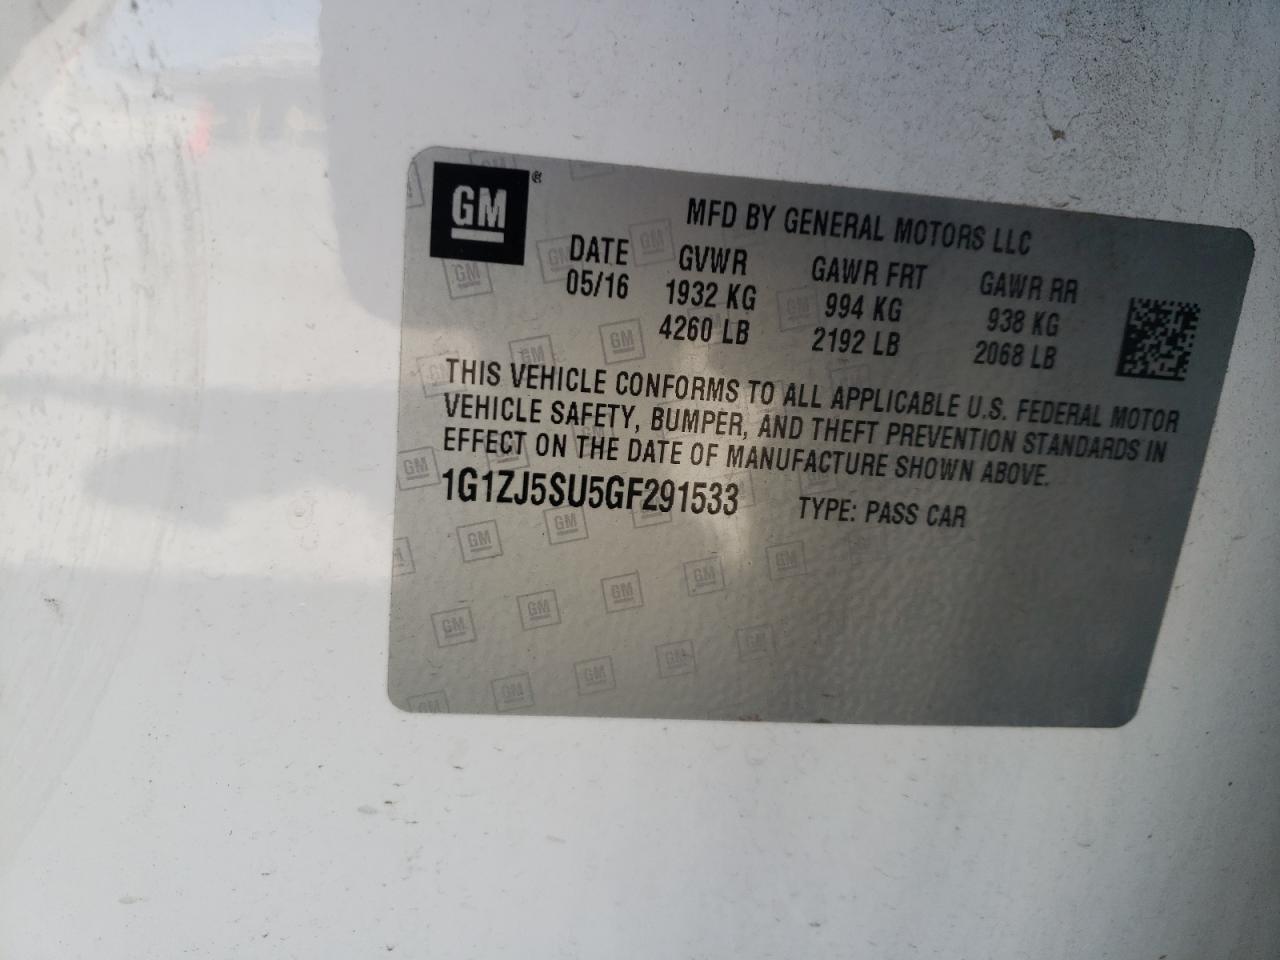 GM ®
MFD BY GENERAL MOTORS LLC
DATE GVWR GAWR FRT GAWR RR
05/16 1932 KG 994 KG 938 KG
4260 LB 2192 LB 2068 LB
THIS VEHICLE CONFORMS TO ALL APPLICABLE U.S. FEDERAL MOTOR
VEHICLE SAFETY, BUMPER, AND THEFT PREVENTION STANDARDS IN
EFFECT ON THE DATE OF MANUFACTURE SHOWN ABOVE.
1G1ZJ5SU5GF291533 TYPE: PASS CAR